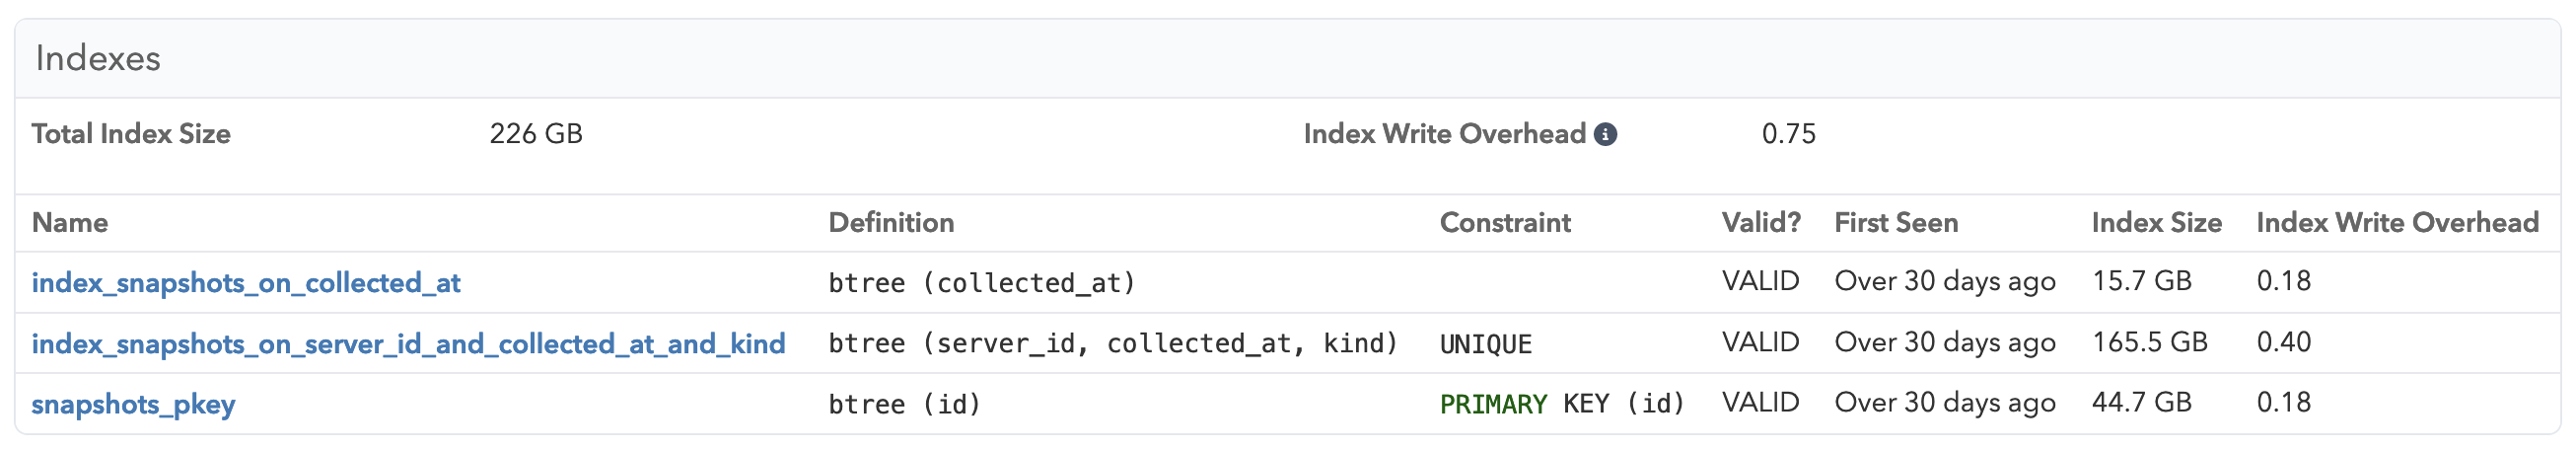 Indexes
Total Index Size 226 GB Index Write Overhead 0.75
Name Definition Constraint Valid? First Seen Index Size Index Write Overhead
index_snapshots_on_collected_at btree (collected_at) VALID Over 30 days ago 15.7 GB 0.18
index_snapshots_on_server_id_and_collected_at_and_kind btree (server_id, collected_at, kind) UNIQUE VALID Over 30 days ago 165.5 GB 0.40
snapshots_pkey btree (id) PRIMARY KEY (id) VALID Over 30 days ago 44.7 GB 0.18